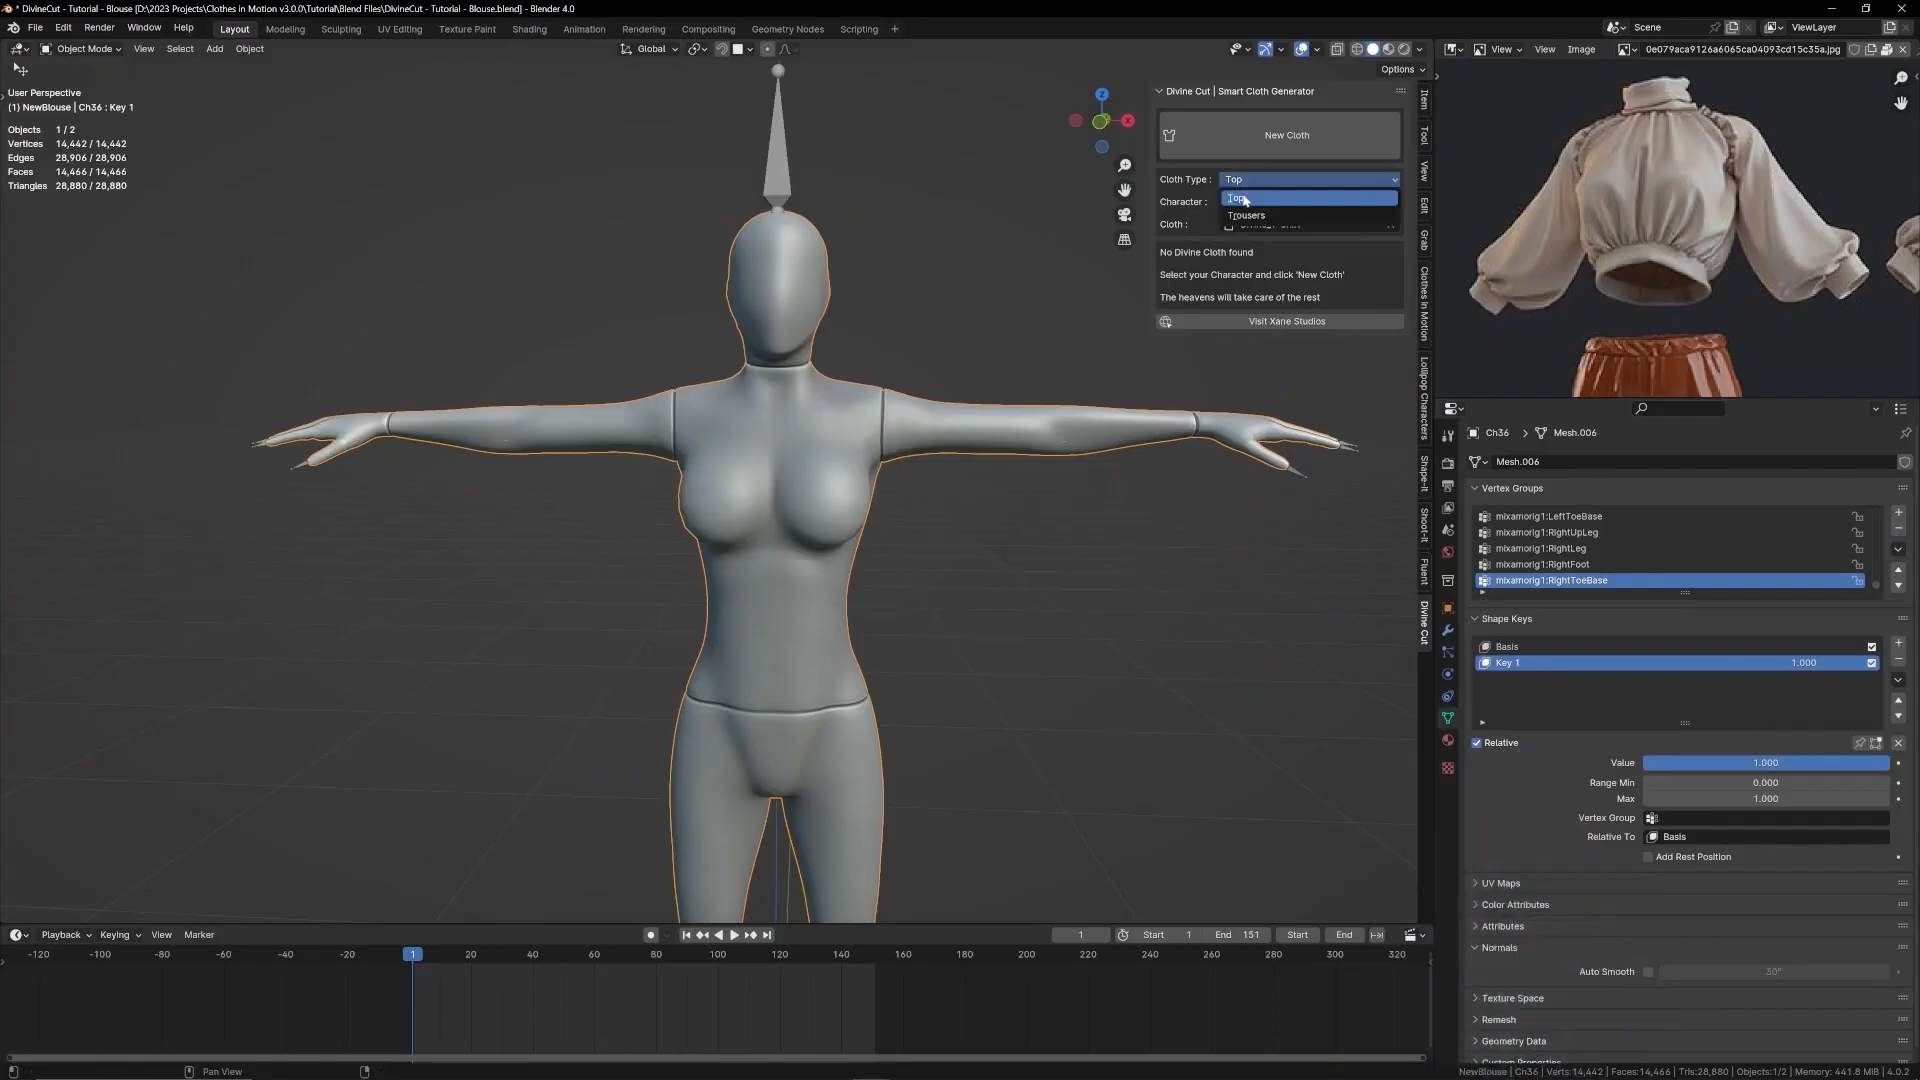 * DivineCut - Tutorial - Blouse [D:\2023 Projects\Clothes in Motion v3.0.0\Tutorial\Blend Files\DivineCut - Tutorial - Blouse.blend] - Blender 4.0
File Edit Render Window Help Layout Modeling Sculpting UV Editing Texture Paint Shading Animation Rendering Compositing Geometry Nodes Scripting + Scene ViewLayer
Object Mode View Select Add Object Global View View Image 0e079aca9126a6065ca04093cd15c35a.jpg
Options
User Perspective
(1) NewBlouse | Ch36 : Key 1
Objects 1 / 2
Vertices 14,442 / 14,442
Edges 28,906 / 28,906
Faces 14,466 / 14,466
Triangles 28,880 / 28,880
Z
X
Divine Cut | Smart Cloth Generator
New Cloth
Cloth Type : Top
Top
Character :
Trousers
Cloth :
No Divine Cloth found
Select your Character and click 'New Cloth'
The heavens will take care of the rest
Visit Xane Studios
Item
Tool
View
Edit
Grab
Clothes in Motion
Lollipop Characters
Shape-It
Shoot-It
Fluent
Divine Cut
Ch36 > Mesh.006
Mesh.006
Vertex Groups
mixamorig1:LeftToeBase
mixamorig1:RightUpLeg
mixamorig1:RightLeg
mixamorig1:RightFoot
mixamorig1:RightToeBase
Shape Keys
Basis
Key 1 1.000
Relative
Value 1.000
Range Min 0.000
Max 1.000
Vertex Group
Relative To Basis
Add Rest Position
UV Maps
Color Attributes
Attributes
Normals
Auto Smooth 30°
Texture Space
Remesh
Geometry Data
Custom Properties
Playback Keying View Marker 1 Start 1 End 151 Start End
-120 -100 -80 -60 -40 -20 1 20 40 60 80 100 120 140 160 180 200 220 240 260 280 300 320
Pan View
NewBlouse | Ch36 | Verts:14,442 | Faces:14,466 | Tris:28,880 | Objects:1/2 | Memory: 441.8 MiB | 4.0.2